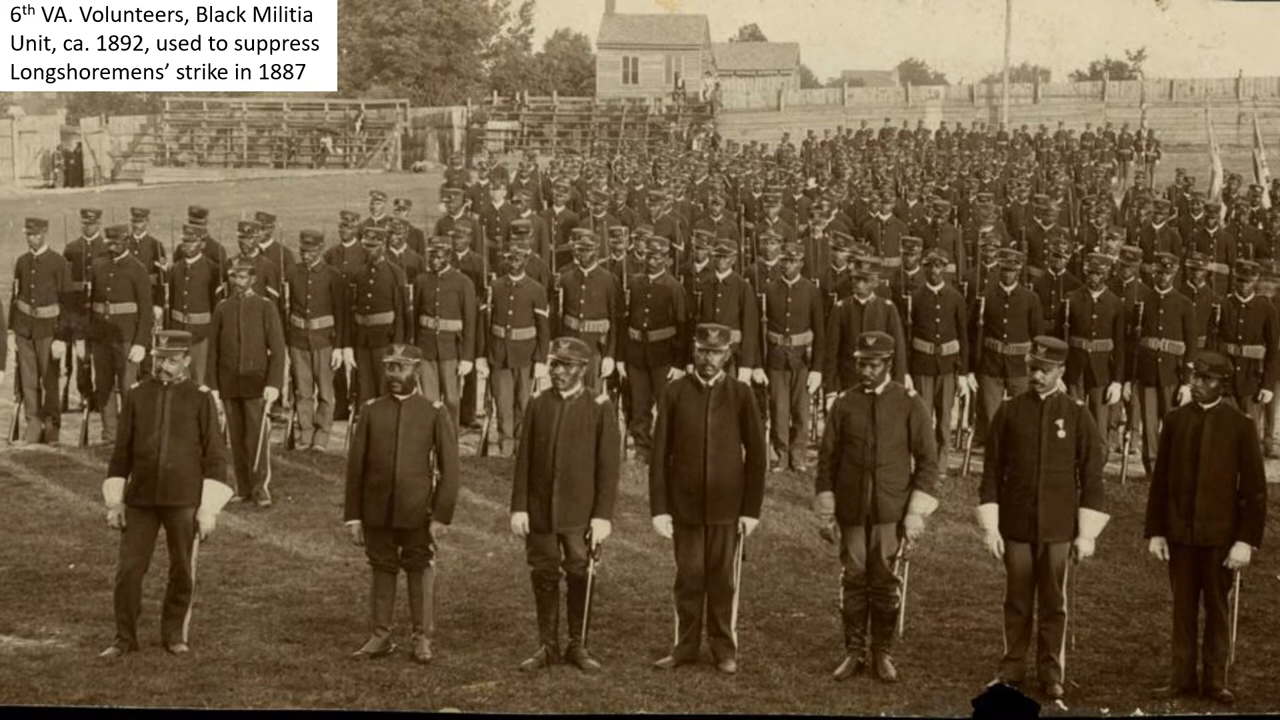 6th VA. Volunteers, Black Militia
Unit, ca. 1892, used to suppress
Longshoremens’ strike in 1887